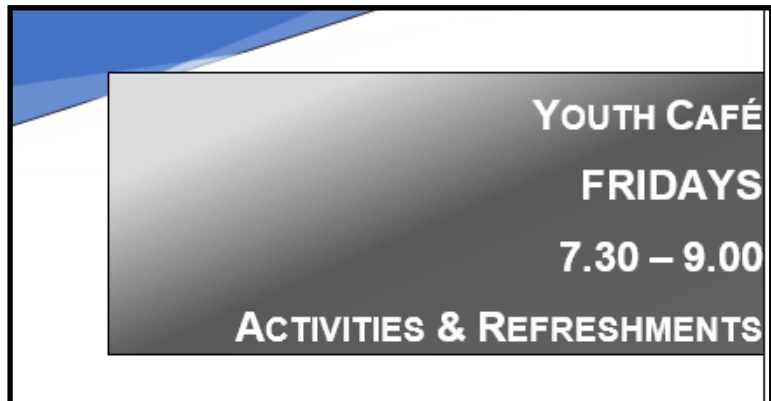 YOUTH CAFÉ
FRIDAYS
7.30 – 9.00
ACTIVITIES & REFRESHMENTS